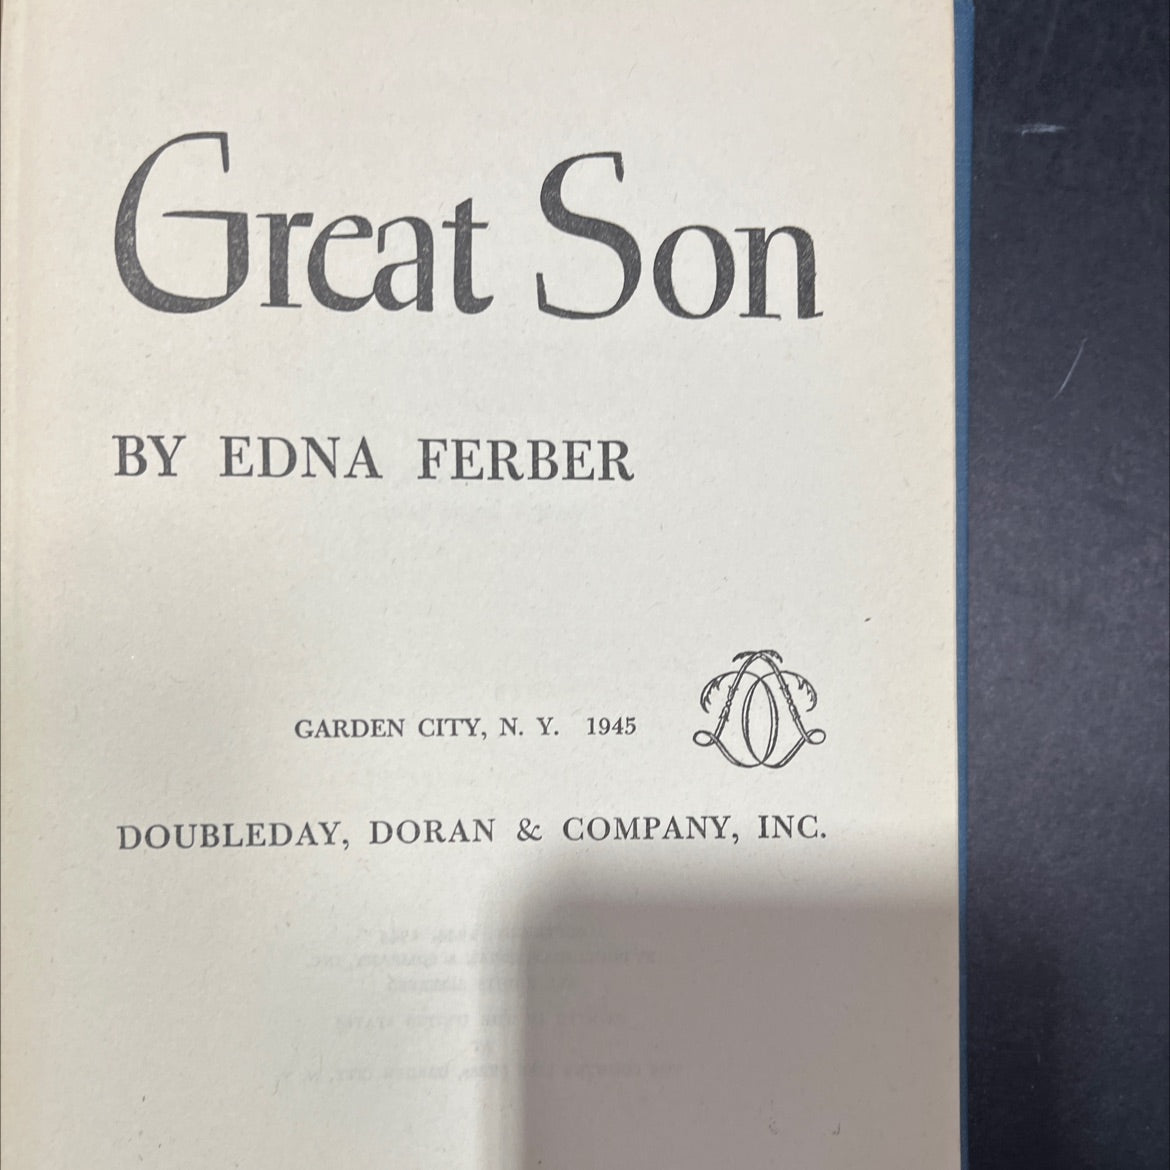 Great Son
BY EDNA FERBER
GARDEN CITY, N. Y. 1945
DOUBLEDAY, DORAN & COMPANY, INC.